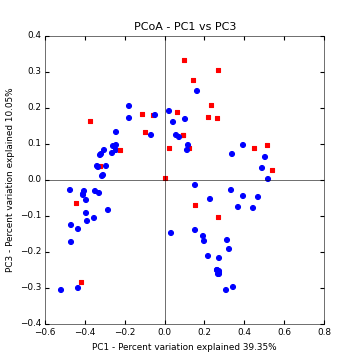 PCoA - PC1 vs PC3
0.4
0.3
0.2
0.1
0.0
−0.1
−0.2
−0.3
−0.4
PC3 - Percent variation explained 10.05%
−0.6 −0.4 −0.2 0.0 0.2 0.4 0.6 0.8
PC1 - Percent variation explained 39.35%